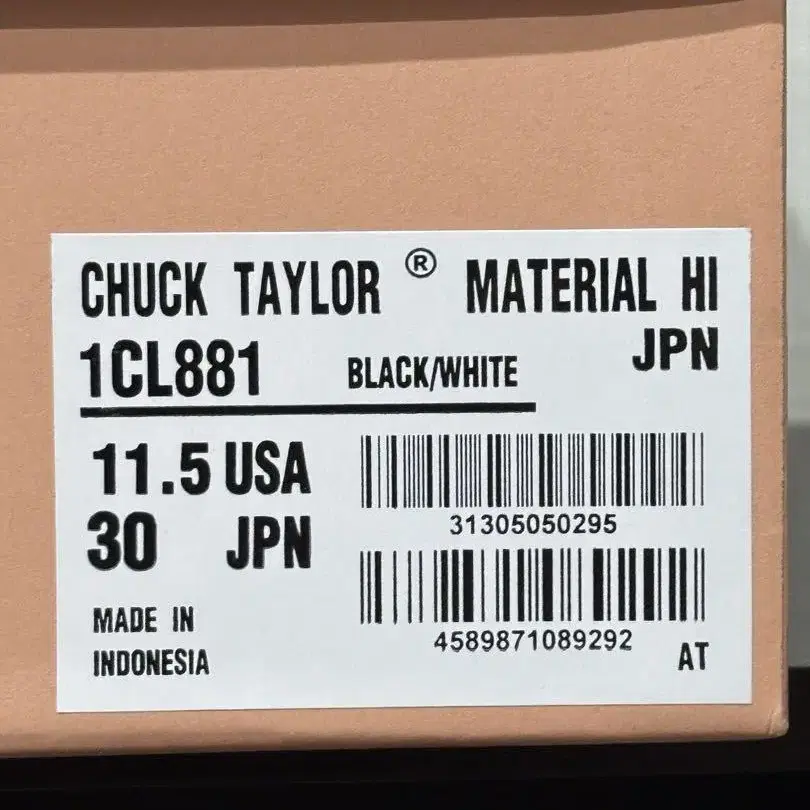 CHUCK TAYLOR ® MATERIAL HI
1CL881 BLACK/WHITE JPN
11.5 USA
30 JPN
31305050295
4589871089292
MADE IN
INDONESIA
AT